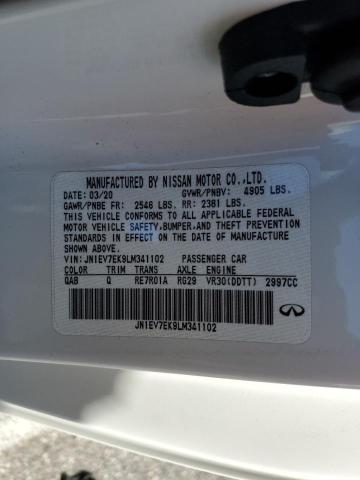 MANUFACTURED BY NISSAN MOTOR CO.,LTD.
DATE: 03/20 GVWR/PNBV: 4905 LBS.
GAWR/PNBE FR: 2546 LBS. RR: 2381 LBS.
THIS VEHICLE CONFORMS TO ALL APPLICABLE FEDERAL
MOTOR VEHICLE SAFETY,BUMPER,AND THEFT PREVENTION
STANDARDS IN EFFECT ON THE DATE OF MANUFACTURE
SHOWN ABOVE.
VIN: JN1EV7EK9LM341102 PASSENGER CAR
COLOR TRIM TRANS AXLE ENGINE
QAB Q RE7R01A RG29 VR30(DDTT) 2997CC
JN1EV7EK9LM341102